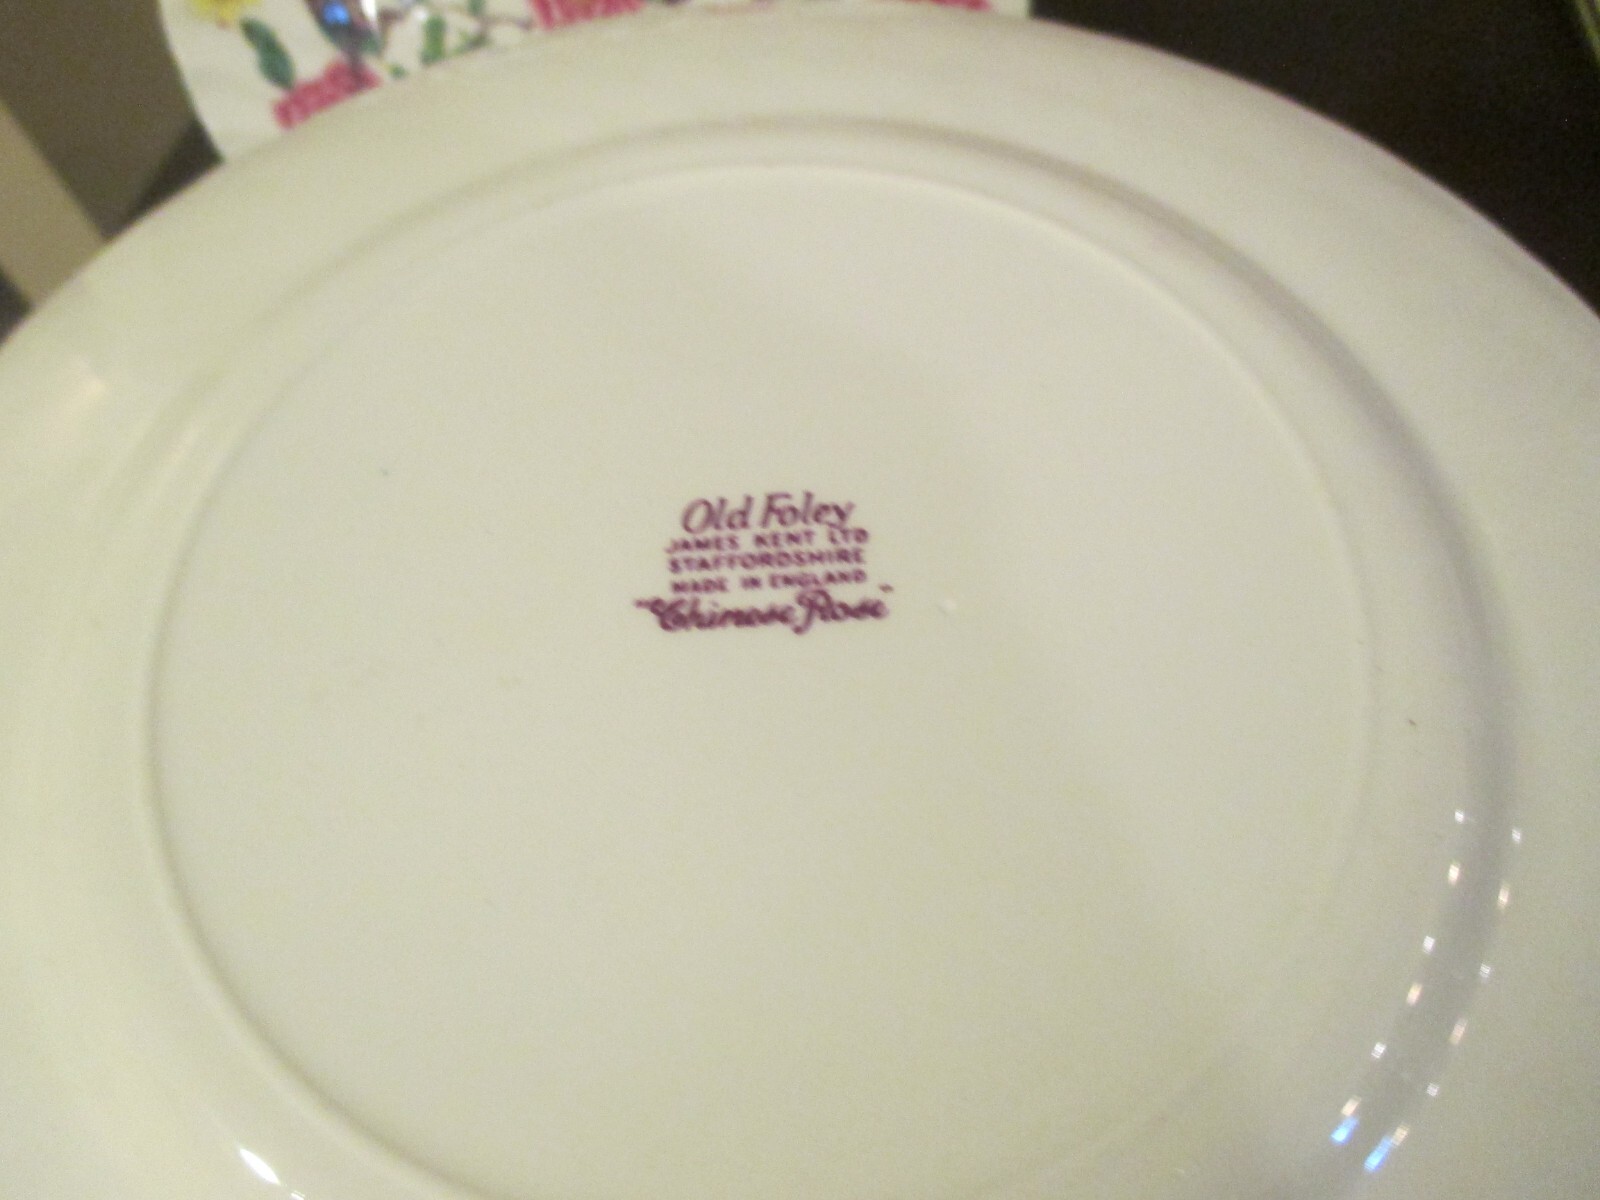 Old Foley
JAMES KENT LTD
STAFFORDSHIRE
MADE IN ENGLAND
"Chinese Rose"